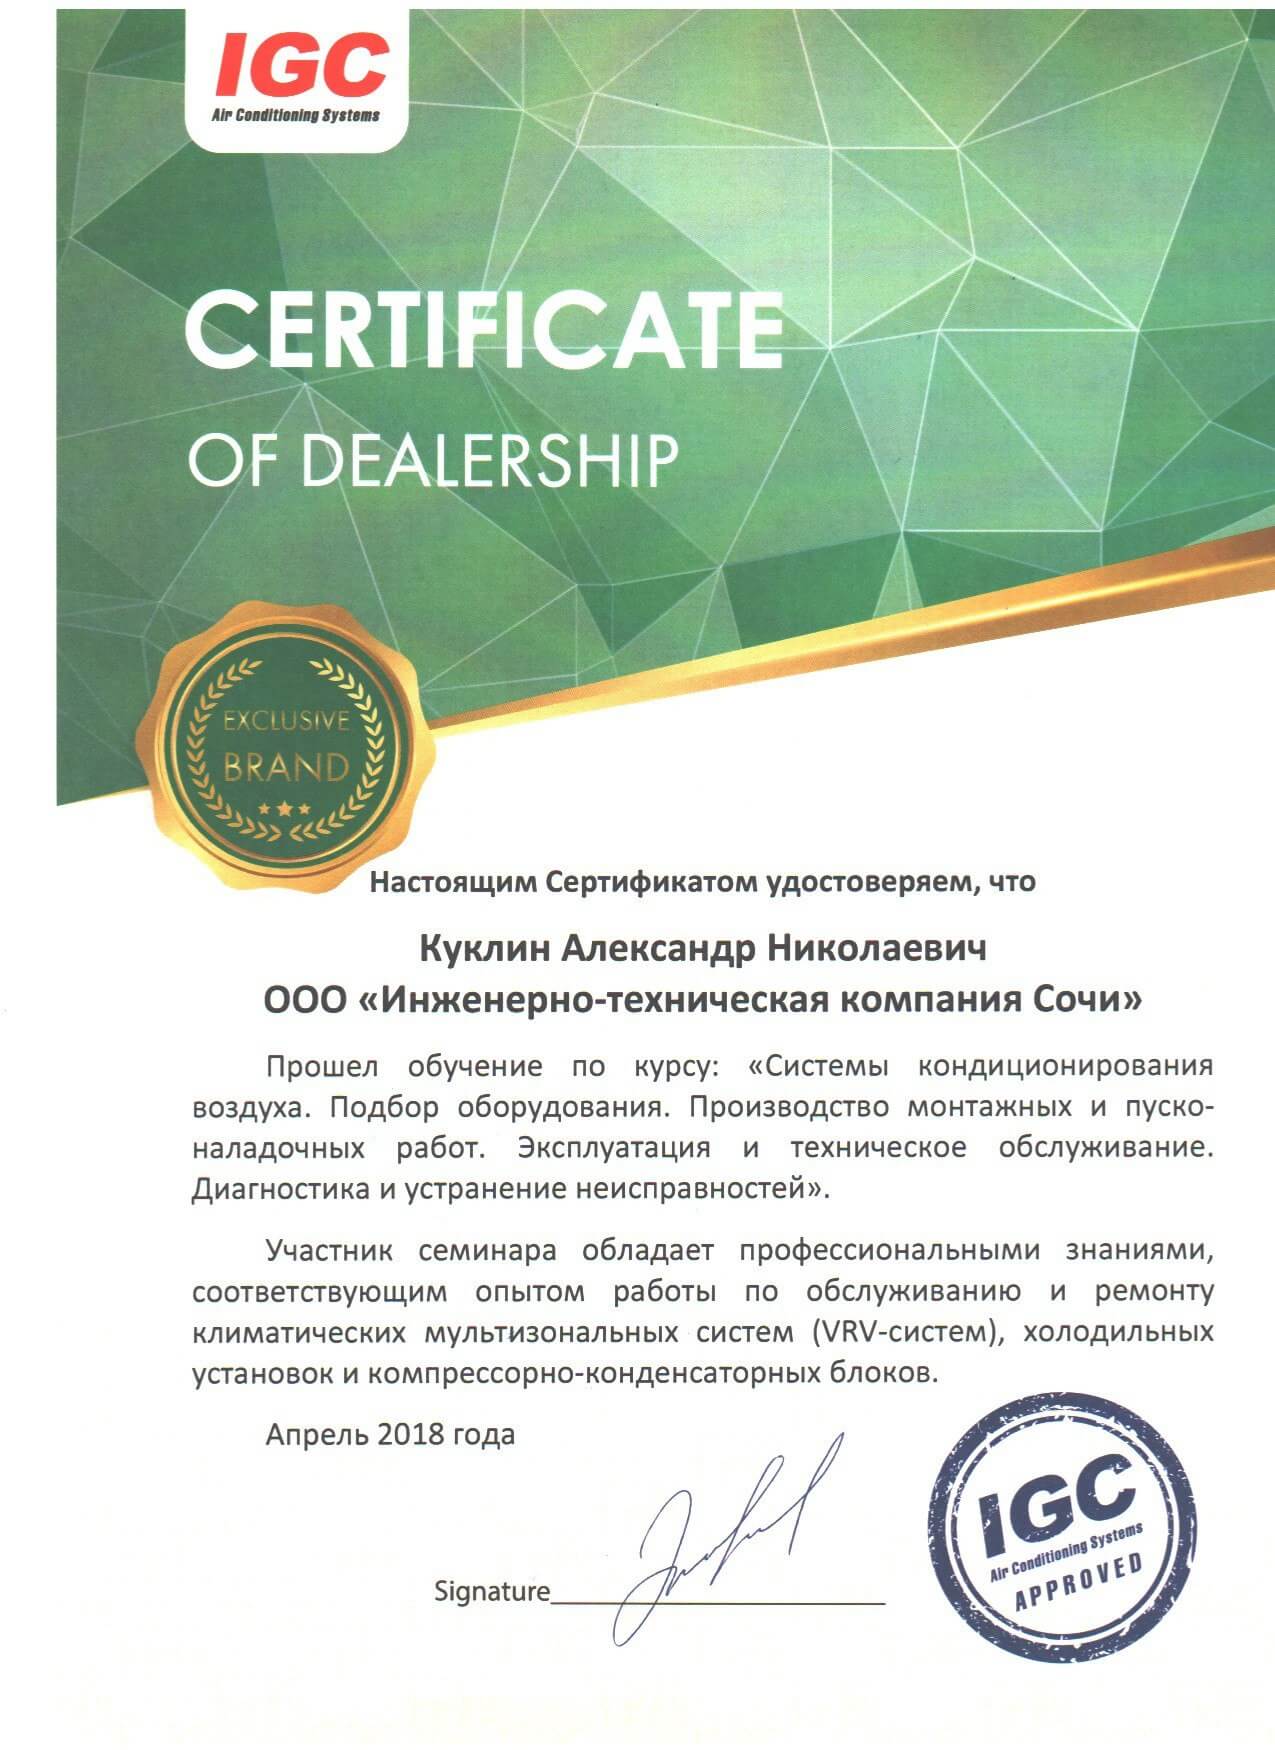 IGC
Air Conditioning Systems
CERTIFICATE
OF DEALERSHIP
EXCLUSIVE
BRAND
Настоящим Сертификатом удостоверяем, что
Куклин Александр Николаевич
ООО «Инженерно-техническая компания Сочи»
Прошел обучение по курсу: «Системы кондиционирования
воздуха. Подбор оборудования. Производство монтажных и пуско-
наладочных работ. Эксплуатация и техническое обслуживание.
Диагностика и устранение неисправностей».
Участник семинара обладает профессиональными знаниями,
соответствующим опытом работы по обслуживанию и ремонту
климатических мультизональных систем (VRV-систем), холодильных
установок и компрессорно-конденсаторных блоков.
Апрель 2018 года
Signature
IGC
Air Conditioning Systems
APPROVED